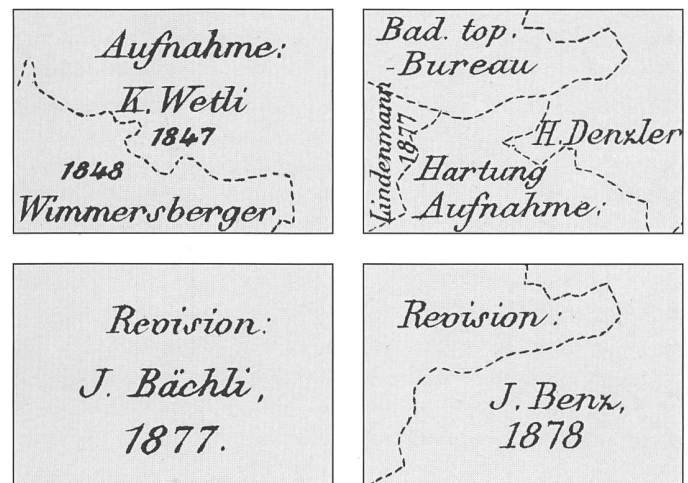 Aufnahme:
K. Wetli
1847
1848
Wimmersberger
Bad. top.
-Bureau
Lindenmann
1877
H. Denzler
Hartung
Aufnahme:
Revision:
J. Bächli,
1877.
Revision:
J. Benz,
1878